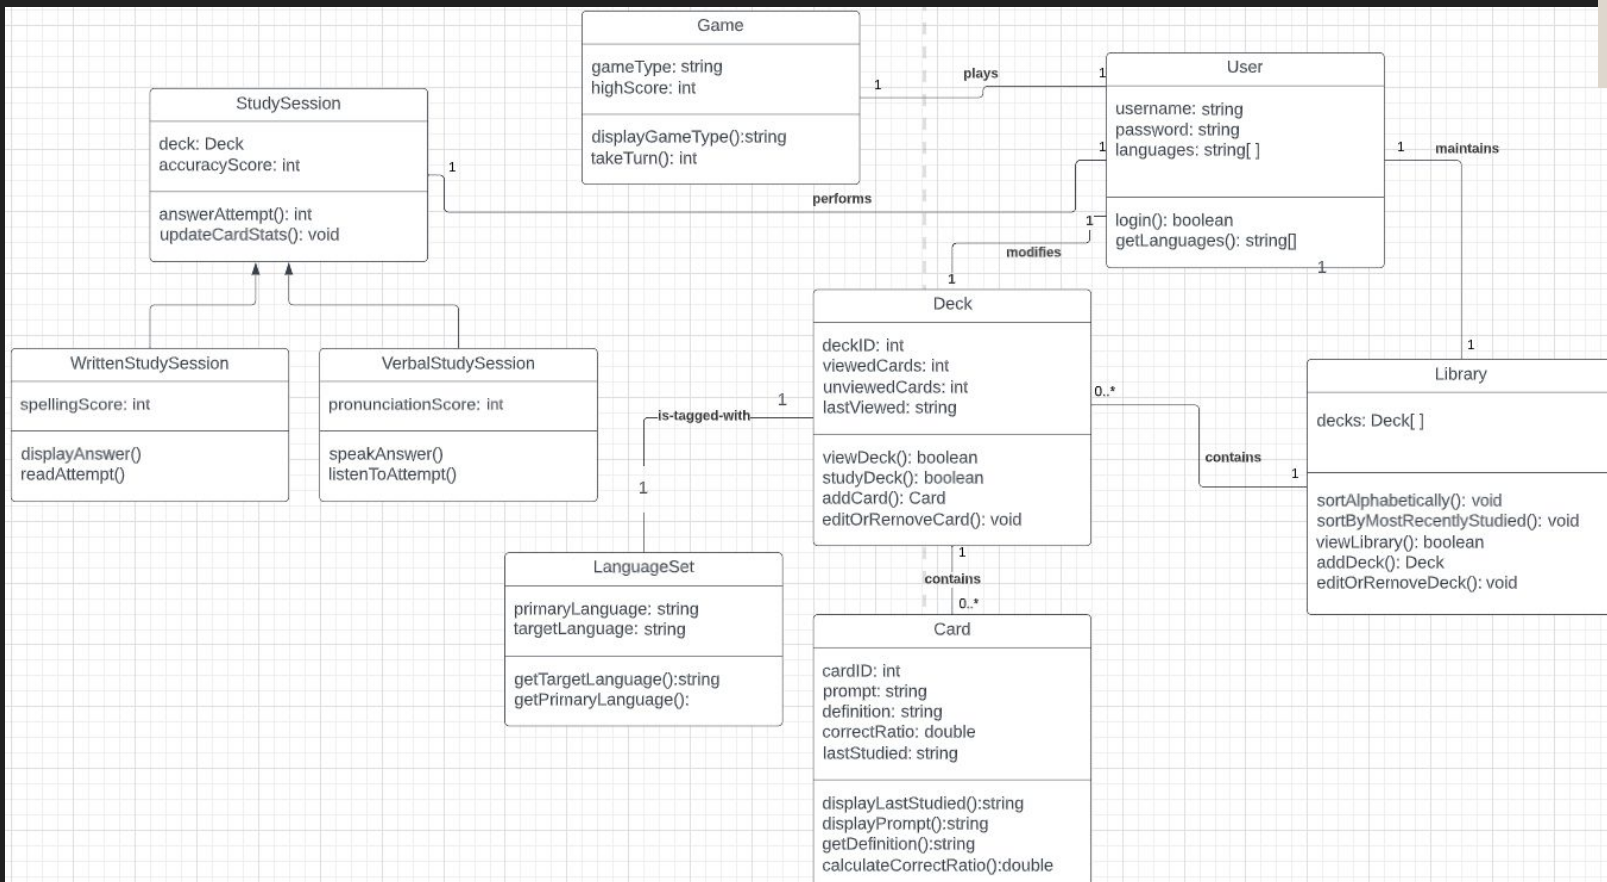 Game
gameType: string
highScore: int
displayGameType():string
takeTurn(): int
1
plays
1
User
username: string
password: string
languages: string[ ]
login(): boolean
getLanguages(): string[]
1
StudySession
deck: Deck
accuracyScore: int
answerAttempt(): int
updateCardStats(): void
1
performs
1
1
modifies
1
1
maintains
1
WrittenStudySession
spellingScore: int
displayAnswer()
readAttempt()
VerbalStudySession
pronunciationScore: int
speakAnswer()
listenToAttempt()
Deck
deckID: int
viewedCards: int
unviewedCards: int
lastViewed: string
viewDeck(): boolean
studyDeck(): boolean
addCard(): Card
editOrRemoveCard(): void
1
is-tagged-with
1
0..*
contains
1
Library
decks: Deck[ ]
sortAlphabetically(): void
sortByMostRecentlyStudied(): void
viewLibrary(): boolean
addDeck(): Deck
editOrRemoveDeck(): void
LanguageSet
primaryLanguage: string
targetLanguage: string
getTargetLanguage():string
getPrimaryLanguage():
1
contains
0..*
Card
cardID: int
prompt: string
definition: string
correctRatio: double
lastStudied: string
displayLastStudied():string
displayPrompt():string
getDefinition():string
calculateCorrectRatio():double